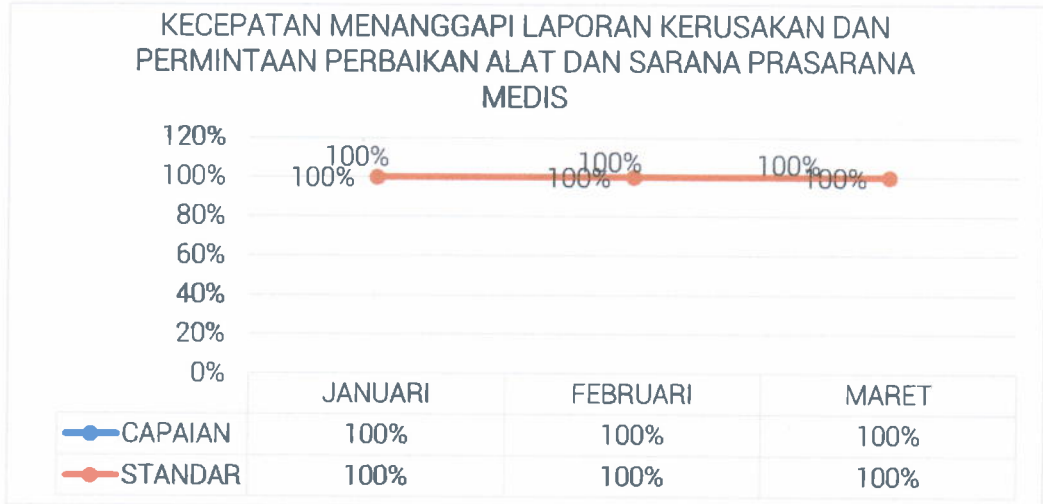 KECEPATAN MENANGGAPI LAPORAN KERUSAKAN DAN
PERMINTAAN PERBAIKAN ALAT DAN SARANA PRASARANA
MEDIS
120%
100%
80%
60%
40%
20%
0%
100% 100% 100%
100% 100% 100%
JANUARI FEBRUARI MARET
CAPAIAN 100% 100% 100%
STANDAR 100% 100% 100%